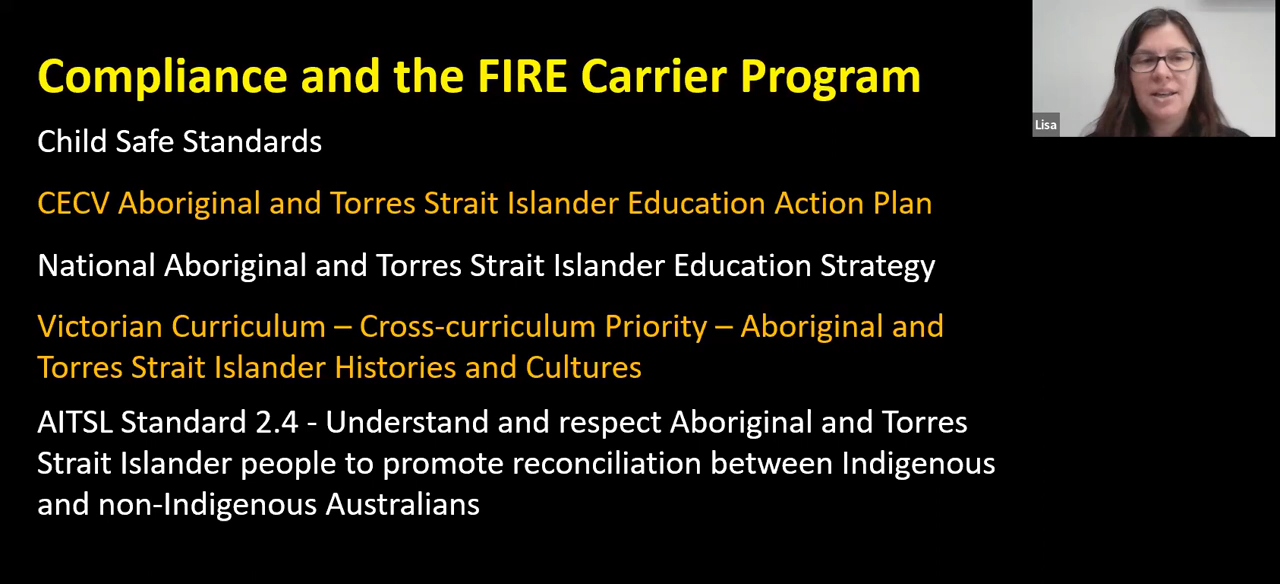 Compliance and the FIRE Carrier Program
Lisa
Child Safe Standards
CECV Aboriginal and Torres Strait Islander Education Action Plan
National Aboriginal and Torres Strait Islander Education Strategy
Victorian Curriculum – Cross-curriculum Priority – Aboriginal and
Torres Strait Islander Histories and Cultures
AITSL Standard 2.4 - Understand and respect Aboriginal and Torres
Strait Islander people to promote reconciliation between Indigenous
and non-Indigenous Australians